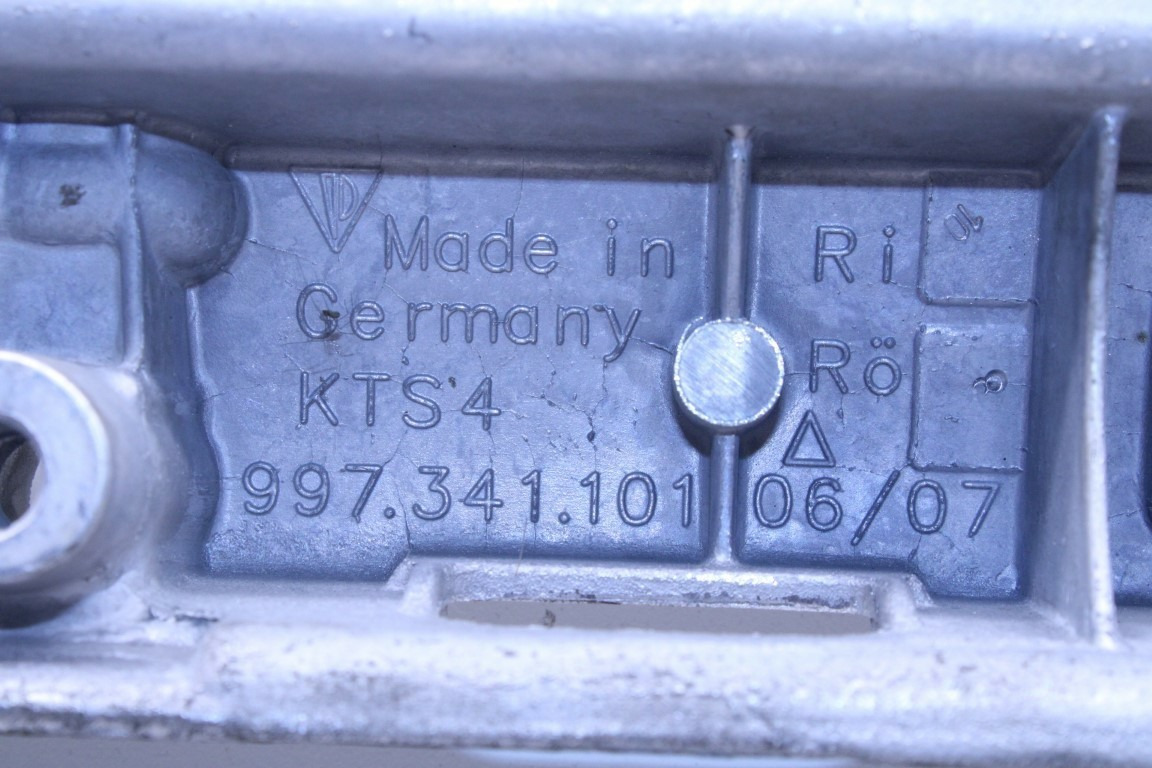 Made in
Germany
KTS 4
997.341.101 06/07
Ri
Rö